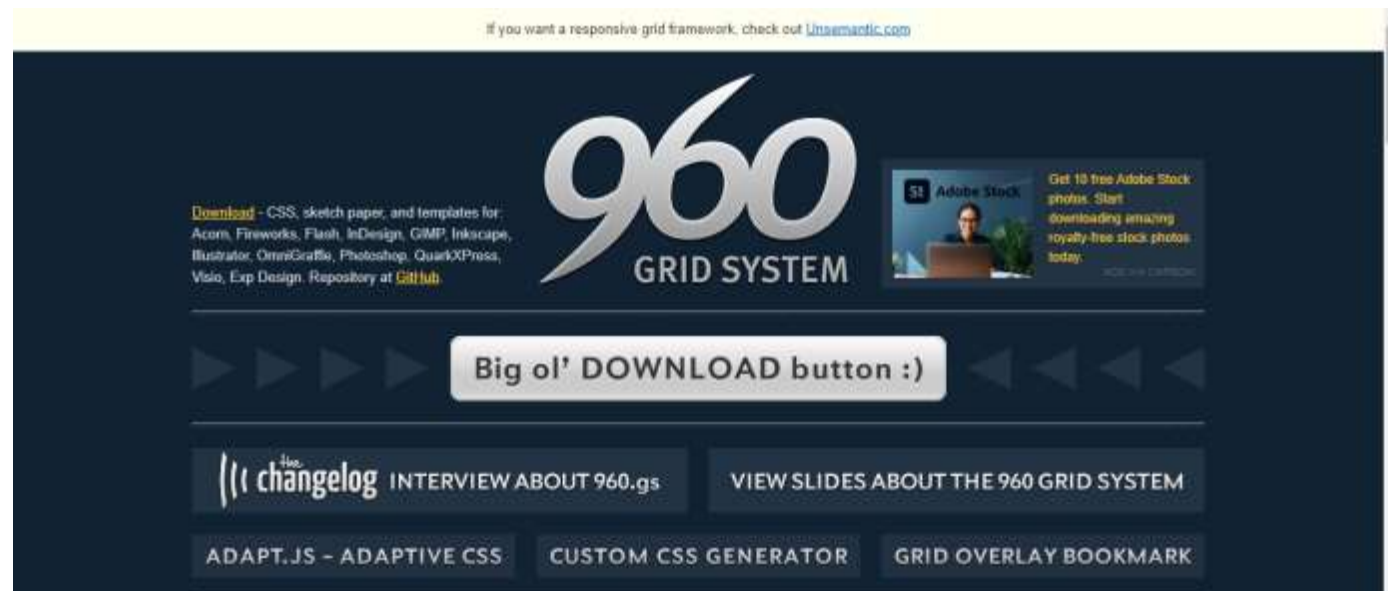 If you want a responsive grid framework, check out Unsemantic.com
960
GRID SYSTEM
Download - CSS, sketch paper, and templates for:
Acorn, Fireworks, Flash, InDesign, GIMP, Inkscape,
Illustrator, OmniGraffle, Photoshop, QuarkXPress,
Visio, Exp Design. Repository at GitHub.
St Adobe Stock
Get 10 free Adobe Stock
photos. Start
downloading amazing
royalty-free stock photos
today.
ADS VIA CARBON
Big ol' DOWNLOAD button :)
the changelog INTERVIEW ABOUT 960.gs
VIEW SLIDES ABOUT THE 960 GRID SYSTEM
ADAPT.JS – ADAPTIVE CSS
CUSTOM CSS GENERATOR
GRID OVERLAY BOOKMARK